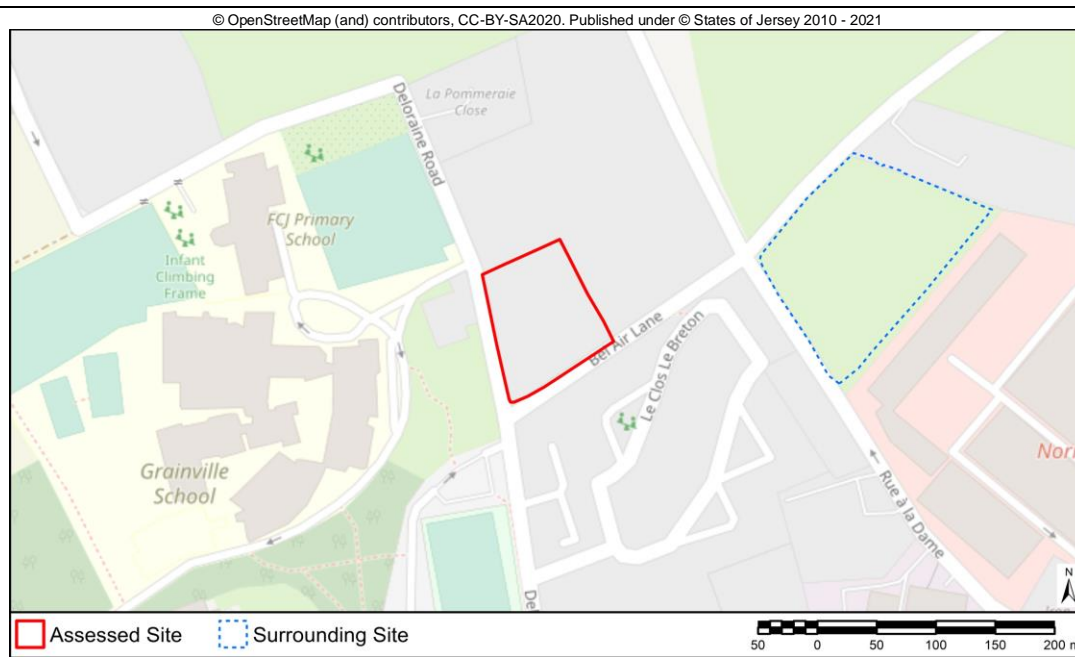 © OpenStreetMap (and) contributors, CC-BY-SA2020. Published under © States of Jersey 2010 - 2021
La Pommeraie
Close
Deloraine Road
FCJ Primary
School
Infant
Climbing
Frame
Bel Air Lane
Le Clos Le Breton
Grainville
School
Nor
Rue à la Dame
De
N
Assessed Site
Surrounding Site
50 0 50 100 150 200 m